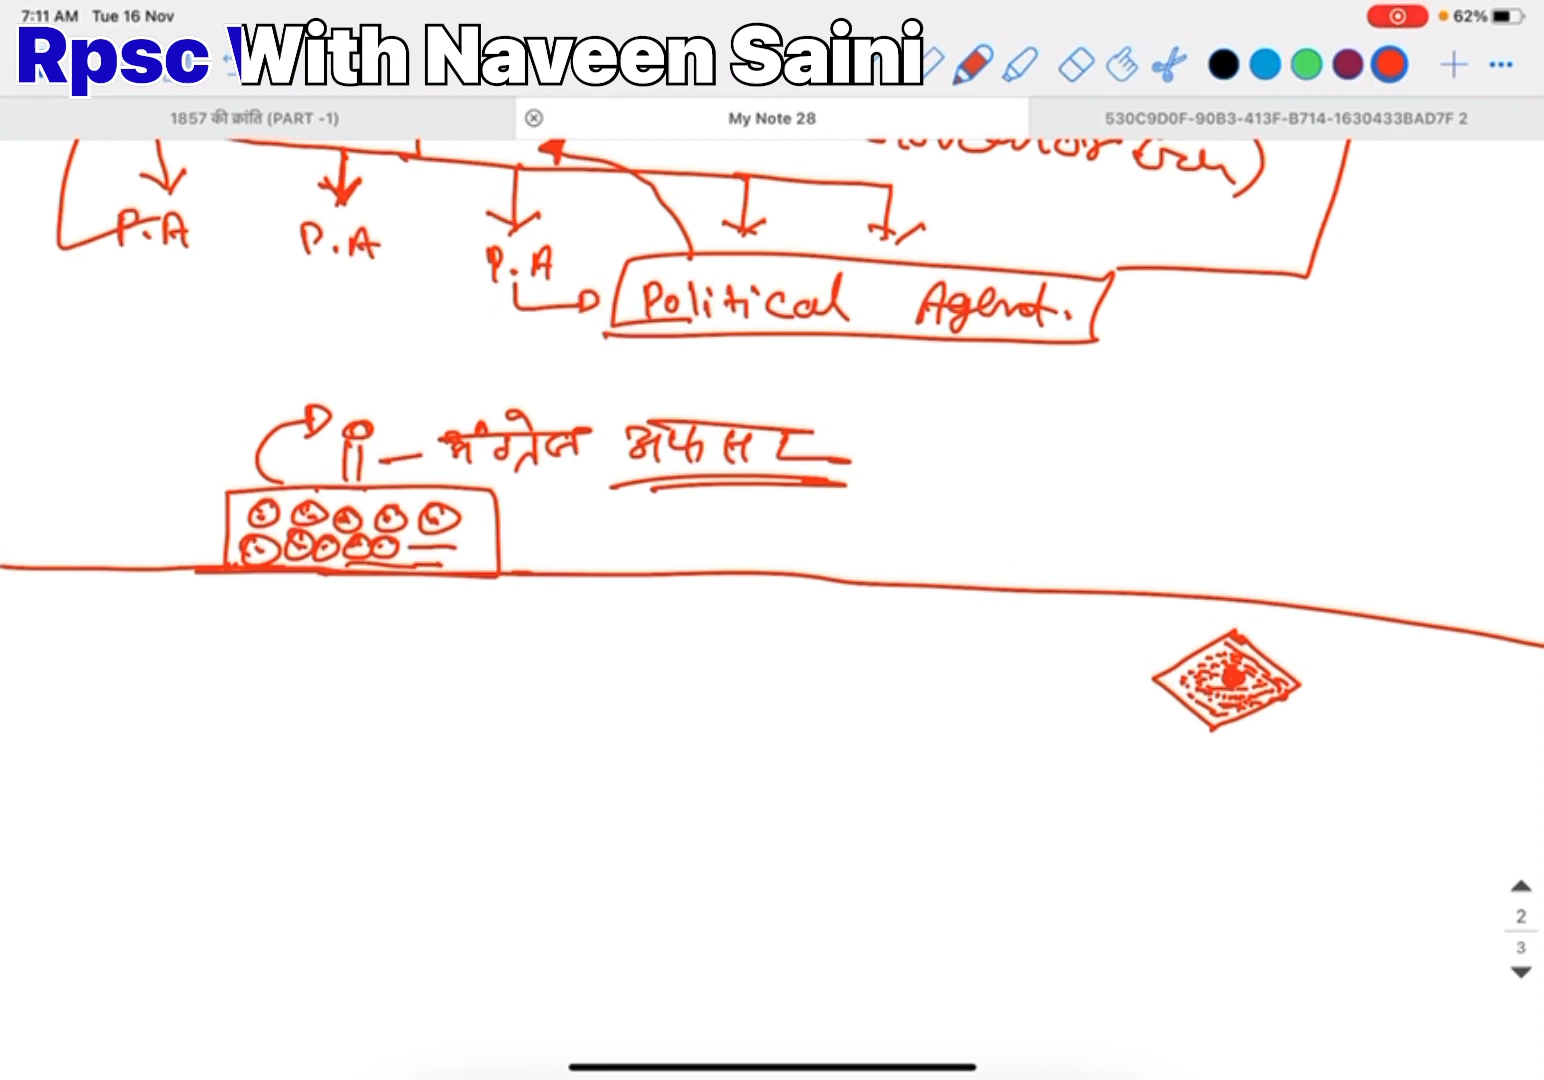 7:11 AM Tue 16 Nov
62%
Rpsc With Naveen Saini
1857 की क्रांति (PART -1)
My Note 28
530C9D0F-90B3-413F-B714-1630433BAD7F 2
P.A
P.A
P.A
Political Agent.
अंग्रेज अफसर
2
3